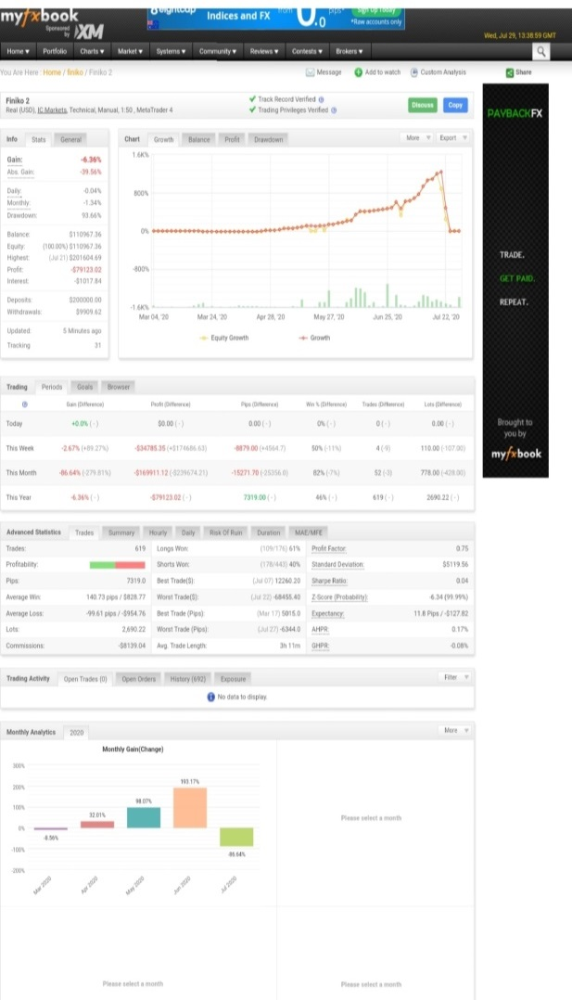 myfxbook
Sponsored by XM
Indices and FX from 0.0 pips*
Sign Up Today
*Raw accounts only
Wed, Jul 29, 13:38:59 GMT
Home Portfolio Charts Market Systems Community Reviews Contests Brokers
You Are Here : Home / finiko / Finiko 2
Message Add to watch Custom Analysis Share
Finiko 2
Real (USD), IC Markets, Technical, Manual, 1:50, MetaTrader 4
Track Record Verified
Trading Privileges Verified
Discuss Copy
Info Stats General
Gain: -6.36%
Abs. Gain: -39.56%
Daily: -0.04%
Monthly: -1.34%
Drawdown: 93.66%
Balance: $110967.36
Equity: (100.00%) $110967.36
Highest: (Jul 21) $201604.69
Profit: -$79123.02
Interest: -$1017.84
Deposits: $200000.00
Withdrawals: $9909.62
Updated: 5 Minutes ago
Tracking 31
Chart Growth Balance Profit Drawdown More Export
1.6K%
800%
0%
-800%
-1.6K%
Mar 04, '20 Mar 24, '20 Apr 28, '20 May 27, '20 Jun 25, '20 Jul 22, '20
Equity Growth Growth
PAYBACKFX
TRADE.
GET PAID.
REPEAT.
Brought to
you by
myfxbook
Trading Periods Goals Browser
Gain (Difference) Profit (Difference) Pips (Difference) Win % (Difference) Trades (Difference) Lots (Difference)
Today +0.0% (-) $0.00 (-) 0.00 (-) 0% (-) 0 (-) 0.00 (-)
This Week -2.67% (+89.27%) -$34785.35 (+$174686.63) -8879.00 (+4564.7) 50% (-11%) 4 (-9) 110.00 (-107.00)
This Month -86.64% (-279.81%) -$169911.12 (-$239674.21) -15271.70 (-25356.0) 82% (-7%) 52 (-3) 778.00 (-428.00)
This Year -6.36% (-) -$79123.02 (-) 7319.00 (-) 46% (-) 619 (-) 2690.22 (-)
Advanced Statistics Trades Summary Hourly Daily Risk Of Ruin Duration MAE/MFE
Trades: 619 Longs Won: (109/176) 61% Profit Factor: 0.75
Profitability: Shorts Won: (178/443) 40% Standard Deviation: $5119.56
Pips: 7319.0 Best Trade($): (Jul 07) 12260.20 Sharpe Ratio: 0.04
Average Win: 140.73 pips / $828.77 Worst Trade($): (Jul 22) -68455.40 Z-Score (Probability): -6.34 (99.99%)
Average Loss: -99.61 pips / -$954.76 Best Trade (Pips): (Mar 17) 5015.0 Expectancy: 11.8 Pips / -$127.82
Lots: 2,690.22 Worst Trade (Pips): (Jul 27) -6344.0 AHPR: 0.17%
Commissions: -$8139.04 Avg. Trade Length: 3h 11m GHPR: -0.08%
Trading Activity Open Trades (0) Open Orders History (692) Exposure Filter
No data to display.
Monthly Analytics 2020 More
Monthly Gain(Change)
300%
200%
100%
0%
-100%
-200%
-8.56%
32.01%
98.07%
193.17%
-86.64%
Mar 2020 Apr 2020 May 2020 Jun 2020 Jul 2020
Please select a month
Please select a month
Please select a month